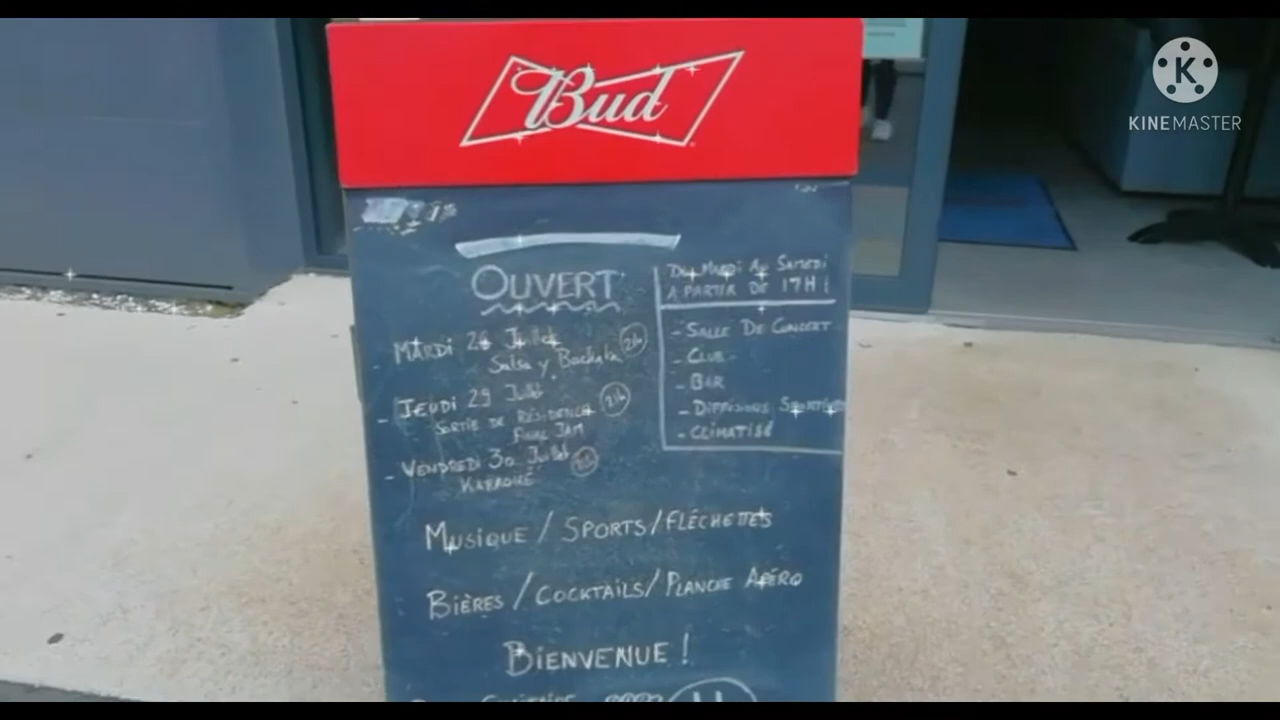 Bud
KINEMASTER
OUVERT
DU MARDI AU SAMEDI
A PARTIR DE 17H !
- SALLE DE CONCERT
- CLUB
- BAR
- DIFFUSIONS SPORTIVES
- CLIMATISÉ
- MARDI Juillet
Salsa y Bachata
- JEUDI 29 Juillet 21h
SORTIE DE RÉSIDENCE
FINAL JAM
- VENDREDI 30 Juillet
KARAOKÉ
MUSIQUE / SPORTS / FLÉCHETTES
BIÈRES / COCKTAILS / PLANCHE APÉRO
BIENVENUE !